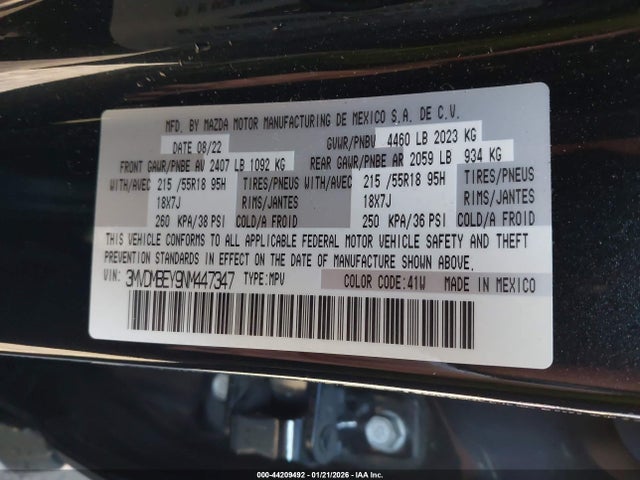 MFD. BY MAZDA MOTOR MANUFACTURING DE MEXICO S.A. DE C.V.
DATE 08/22 GVWR/PNBV 4460 LB 2023 KG
FRONT GAWR/PNBE AV 2407 LB 1092 KG REAR GAWR/PNBE AR 2059 LB 934 KG
WITH/AVEC 215 /55R18 95H TIRES/PNEUS WITH/AVEC 215 /55R18 95H TIRES/PNEUS
18X7J RIMS/JANTES 18X7J RIMS/JANTES
260 KPA/38 PSI COLD/A FROID 250 KPA/36 PSI COLD/A FROID
THIS VEHICLE CONFORMS TO ALL APPLICABLE FEDERAL MOTOR VEHICLE SAFETY AND THEFT
PREVENTION STANDARDS IN EFFECT ON THE DATE OF MANUFACTURE SHOWN ABOVE.
VIN: 3MVDMBEY9NM447347 TYPE:MPV COLOR CODE:41W MADE IN MEXICO
000-44209492 - 01/21/2026 - IAA Inc.